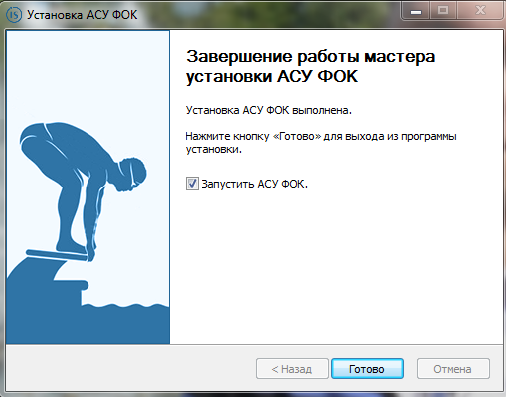 Установка АСУ ФОК
Завершение работы мастера
установки АСУ ФОК
Установка АСУ ФОК выполнена.
Нажмите кнопку «Готово» для выхода из программы
установки.
Запустить АСУ ФОК.
< Назад
Готово
Отмена